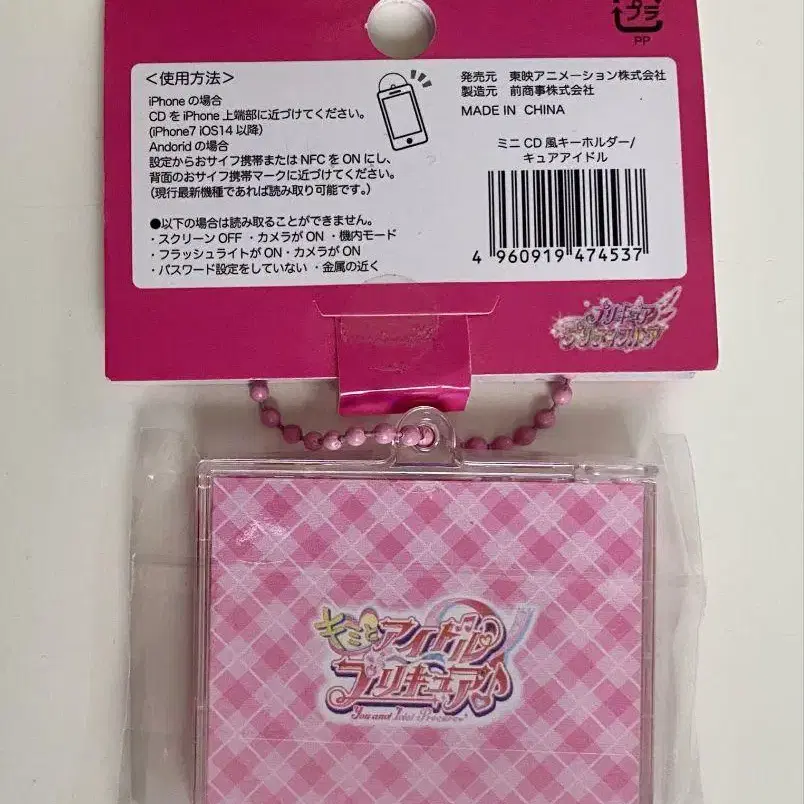 プラ
PP
＜使用方法＞
iPhoneの場合
CDをiPhone上端部に近づけてください。
(iPhone7 iOS14以降)
Andoridの場合
設定からおサイフ携帯またはNFCをONにし、
背面のおサイフ携帯マークに近づけてください。
（現行最新機種であれば読み取り可能です。）
●以下の場合は読み取ることができません。
・スクリーンOFF ・カメラがON ・機内モード
・フラッシュライトがON・カメラがON
・パスワード設定をしていない ・金属の近く
発売元 東映アニメーション株式会社
製造元 前商事株式会社
MADE IN CHINA
ミニCD風キーホルダー/
キュアアイドル
4 960919 474537
プリキュア
プリティストア
キミとアイドル
プリキュア♪
You and Idol Precure